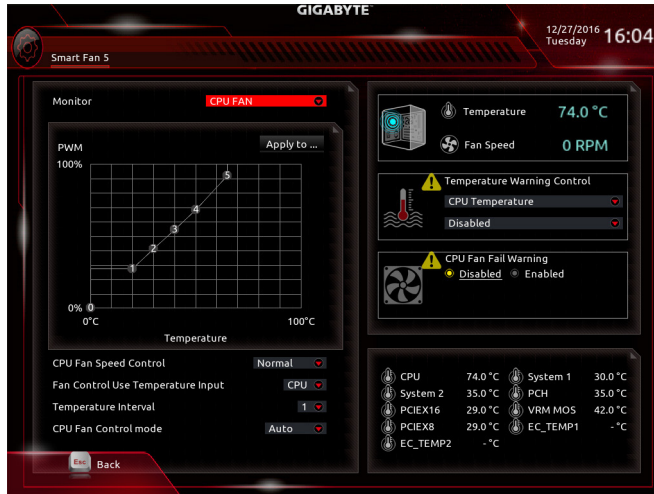 GIGABYTE™
12/27/2016 16:04
Tuesday
Smart Fan 5
Monitor CPU FAN
Apply to ...
PWM
100%
5
4
3
2
1
0% 0
0°C 100°C
Temperature
CPU Fan Speed Control Normal
Fan Control Use Temperature Input CPU
Temperature Interval 1
CPU Fan Control mode Auto
Esc Back
Temperature 74.0 °C
Fan Speed 0 RPM
Temperature Warning Control
CPU Temperature
Disabled
CPU Fan Fail Warning
Disabled Enabled
CPU 74.0 °C System 1 30.0 °C
System 2 35.0 °C PCH 35.0 °C
PCIEX16 29.0 °C VRM MOS 42.0 °C
PCIEX8 29.0 °C EC_TEMP1 - °C
EC_TEMP2 - °C